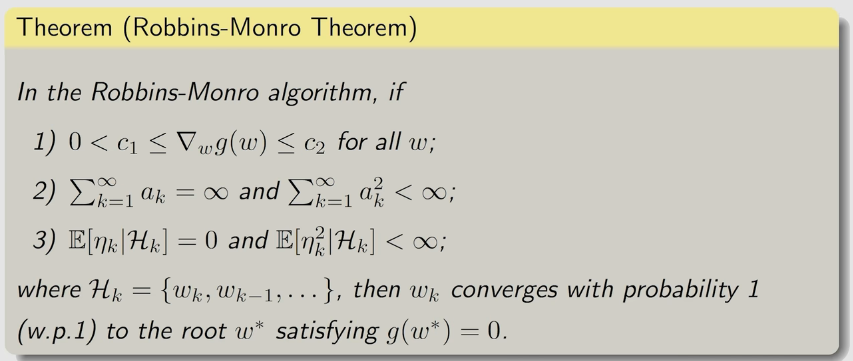 Theorem (Robbins-Monro Theorem)
In the Robbins-Monro algorithm, if
1) $0 < c_1 \leq \nabla_w g(w) \leq c_2$ for all $w$;
2) $\sum_{k=1}^{\infty} a_k = \infty$ and $\sum_{k=1}^{\infty} a_k^2 < \infty$;
3) $\mathbb{E}[\eta_k|\mathcal{H}_k] = 0$ and $\mathbb{E}[\eta_k^2|\mathcal{H}_k] < \infty$;
where $\mathcal{H}_k = \{w_k, w_{k-1}, \ldots\}$, then $w_k$ converges with probability 1
(w.p.1) to the root $w^*$ satisfying $g(w^*) = 0$.